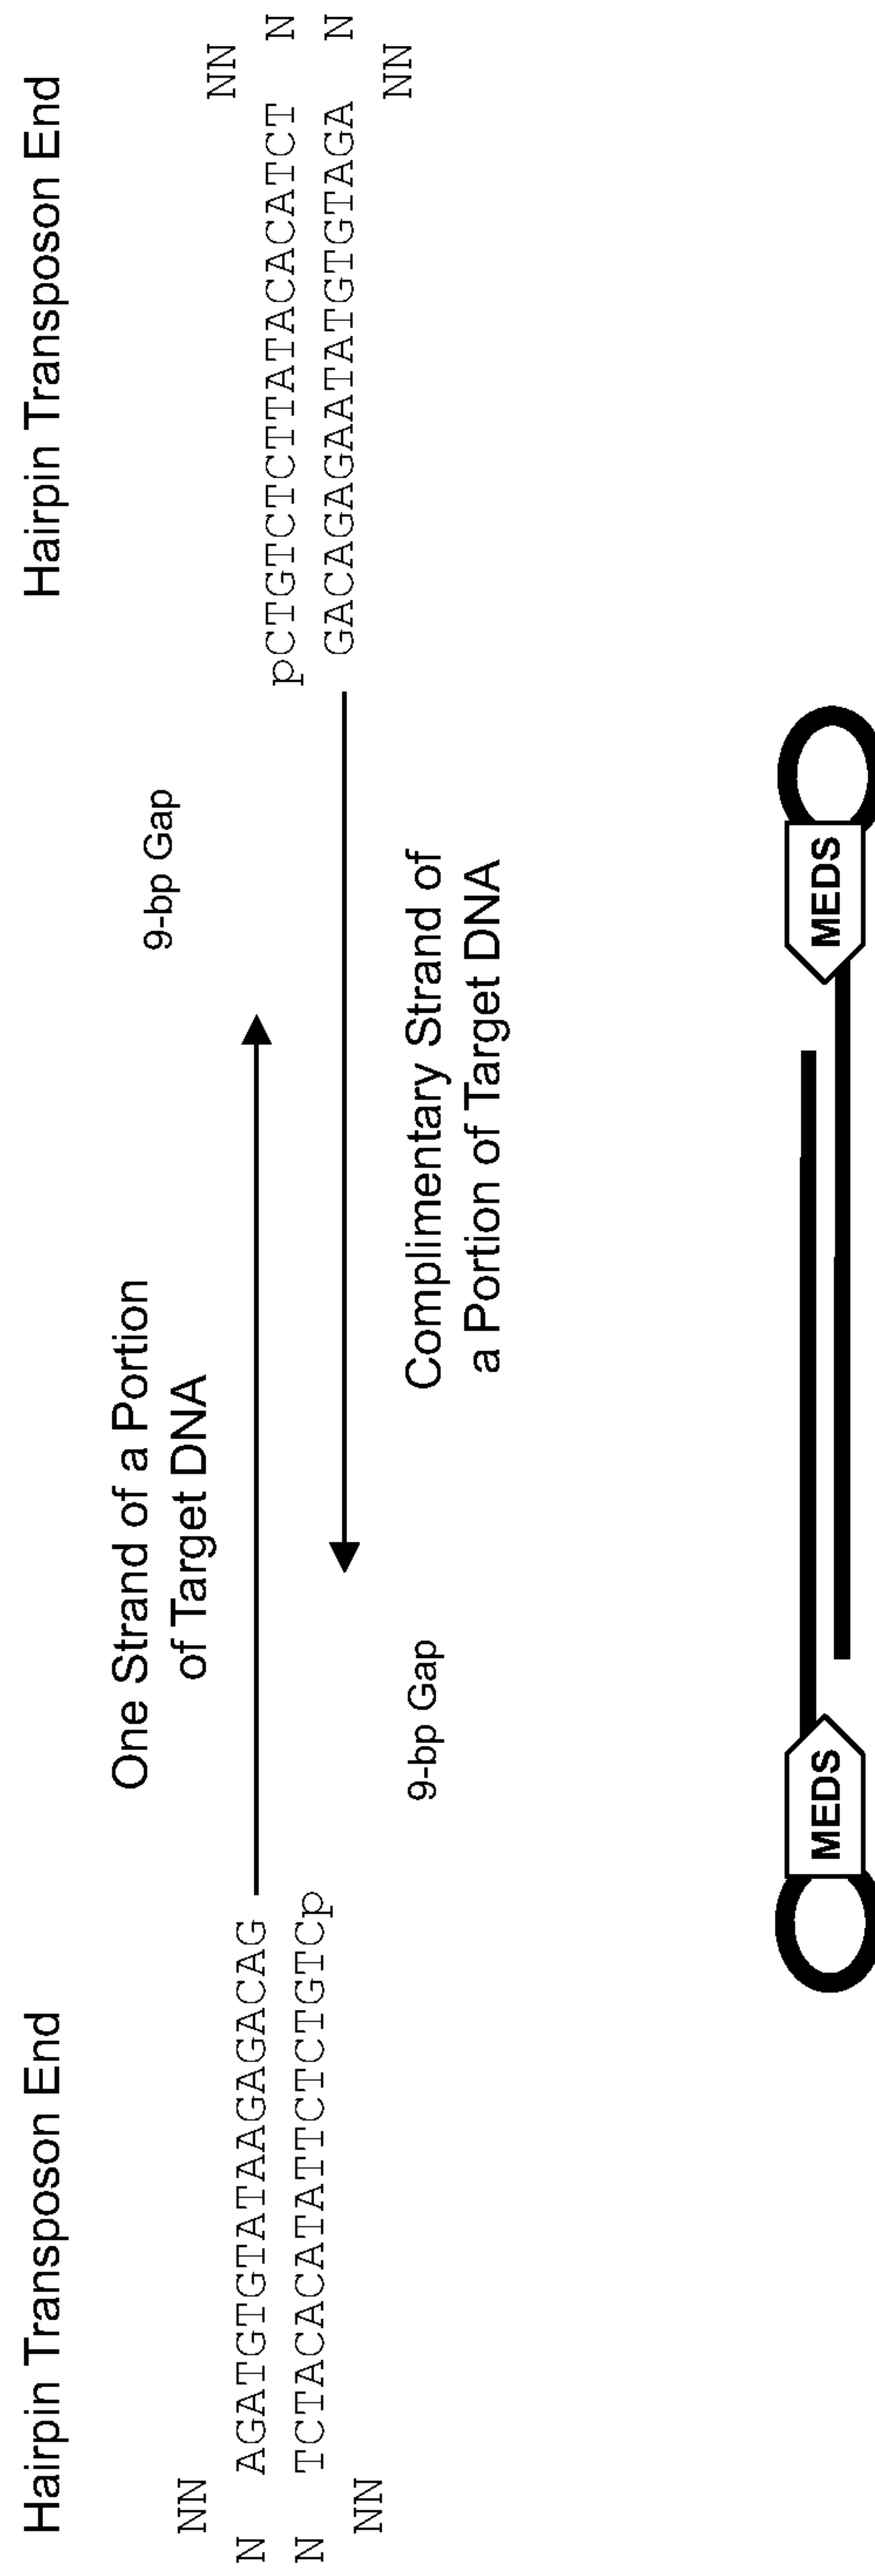 Hairpin Transposon End
Hairpin Transposon End
One Strand of a Portion
of Target DNA
9-bp Gap
NN
N AGATGTGTATAAGAGACAG
N TCTACACATATTCTCTGTCp
NN
NN
pCTGTCTCTTATACACATCT N
GACAGAGAATATGTGTAGA N
NN
9-bp Gap
Complimentary Strand of
a Portion of Target DNA
MEDS
MEDS